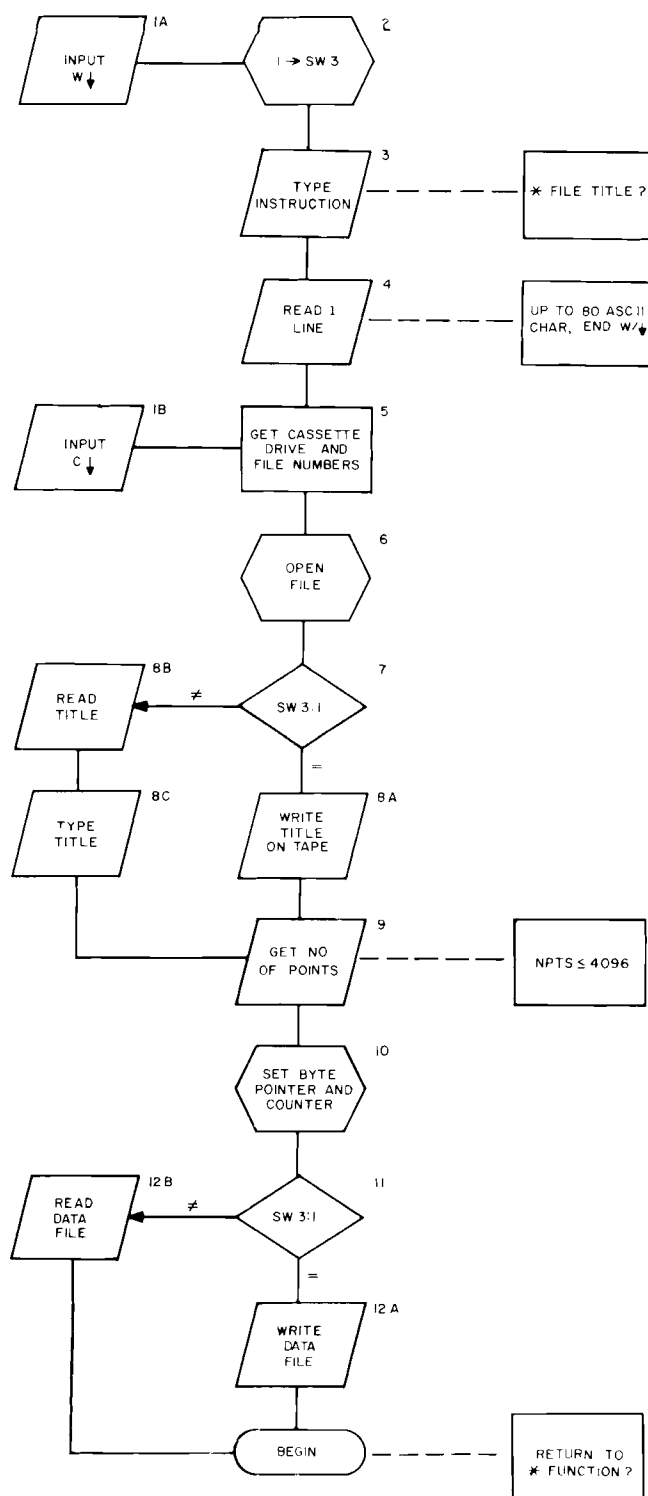 1A
INPUT
W ↓
2
1 → SW 3
3
TYPE
INSTRUCTION
* FILE TITLE ?
4
READ 1
LINE
UP TO 80 ASCII
CHAR, END W/↓
1B
INPUT
C ↓
5
GET CASSETTE
DRIVE AND
FILE NUMBERS
6
OPEN
FILE
7
SW 3:1
≠
=
8B
READ
TITLE
8C
TYPE
TITLE
8A
WRITE
TITLE
ON TAPE
9
GET NO
OF POINTS
NPTS ≤ 4096
10
SET BYTE
POINTER AND
COUNTER
11
SW 3:1
≠
=
12B
READ
DATA
FILE
12A
WRITE
DATA
FILE
BEGIN
RETURN TO
* FUNCTION ?